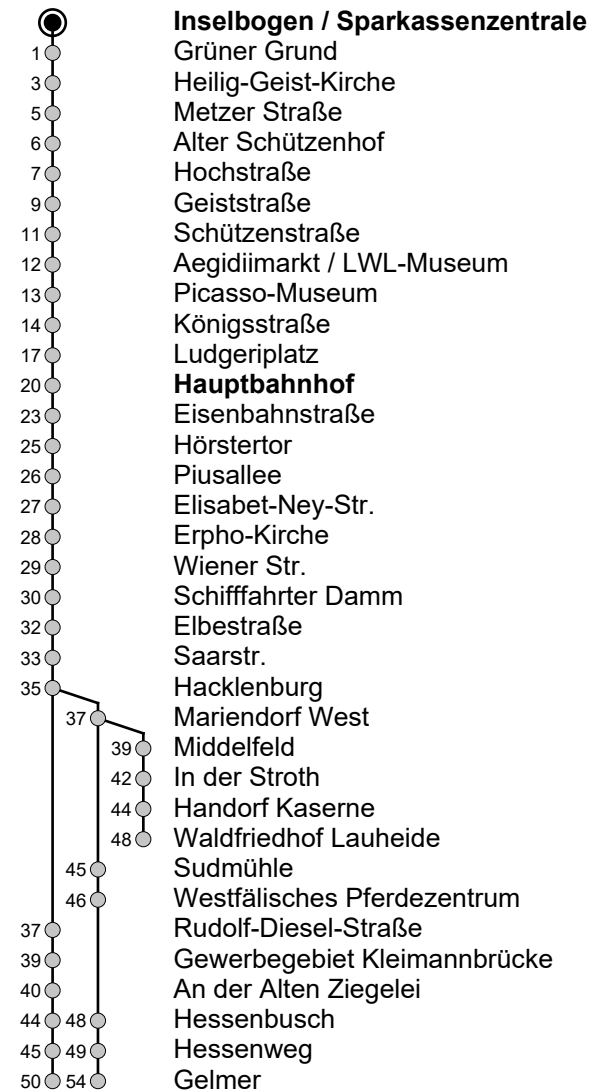 Inselbogen / Sparkassenzentrale
1 Grüner Grund
3 Heilig-Geist-Kirche
5 Metzer Straße
6 Alter Schützenhof
7 Hochstraße
9 Geiststraße
11 Schützenstraße
12 Aegidiimarkt / LWL-Museum
13 Picasso-Museum
14 Königsstraße
17 Ludgeriplatz
20 Hauptbahnhof
23 Eisenbahnstraße
25 Hörstertor
26 Piusallee
27 Elisabet-Ney-Str.
28 Erpho-Kirche
29 Wiener Str.
30 Schifffahrter Damm
32 Elbestraße
33 Saarstr.
35 Hacklenburg
37 Mariendorf West
39 Middelfeld
42 In der Stroth
44 Handorf Kaserne
48 Waldfriedhof Lauheide
45 Sudmühle
46 Westfälisches Pferdezentrum
37 Rudolf-Diesel-Straße
39 Gewerbegebiet Kleimannbrücke
40 An der Alten Ziegelei
44 48 Hessenbusch
45 49 Hessenweg
50 54 Gelmer